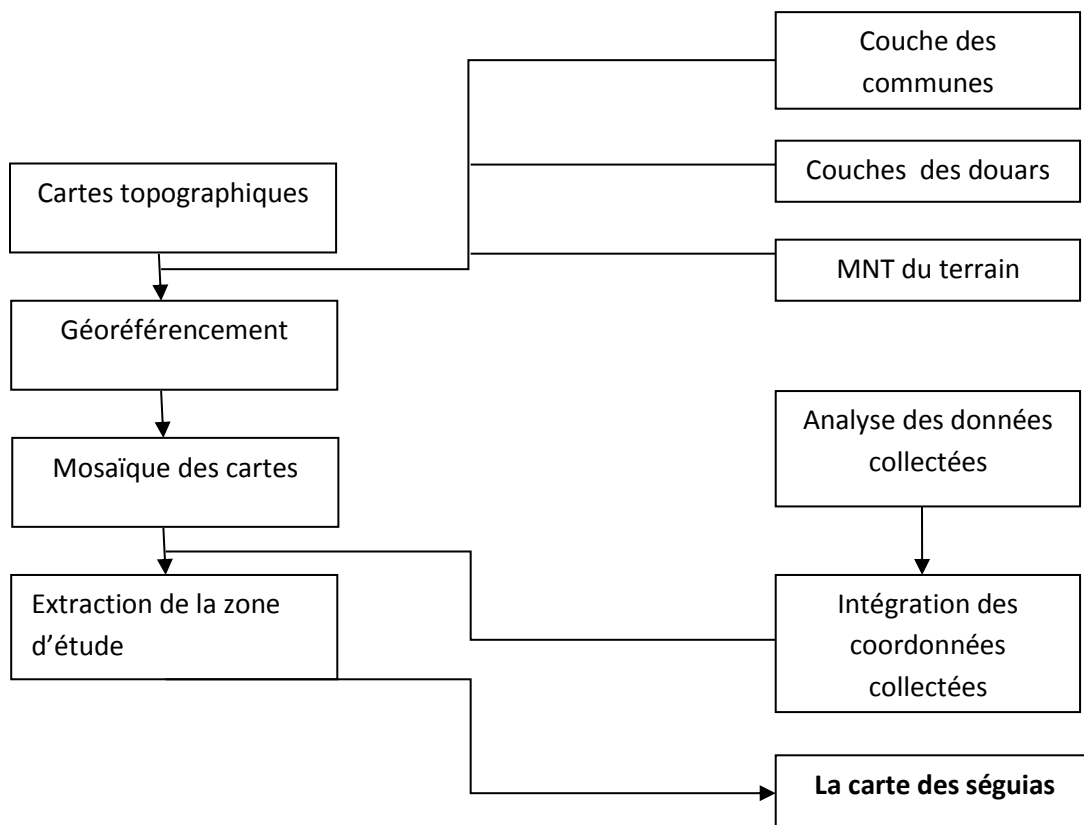 Couche des
communes
Couches des douars
Cartes topographiques
MNT du terrain
Géoréférencement
Analyse des données
collectées
Mosaïque des cartes
Extraction de la zone
d’étude
Intégration des
coordonnées
collectées
La carte des séguias